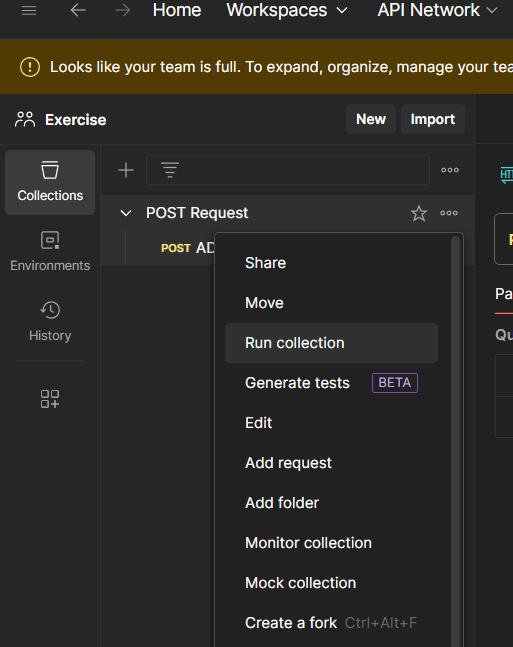 Home Workspaces API Network
Looks like your team is full. To expand, organize, manage your tea
Exercise New Import
Collections
POST Request
POST AD
Environments
History
Share
Move
Run collection
Generate tests BETA
Edit
Add request
Add folder
Monitor collection
Mock collection
Create a fork Ctrl+Alt+F
Pa
Qu